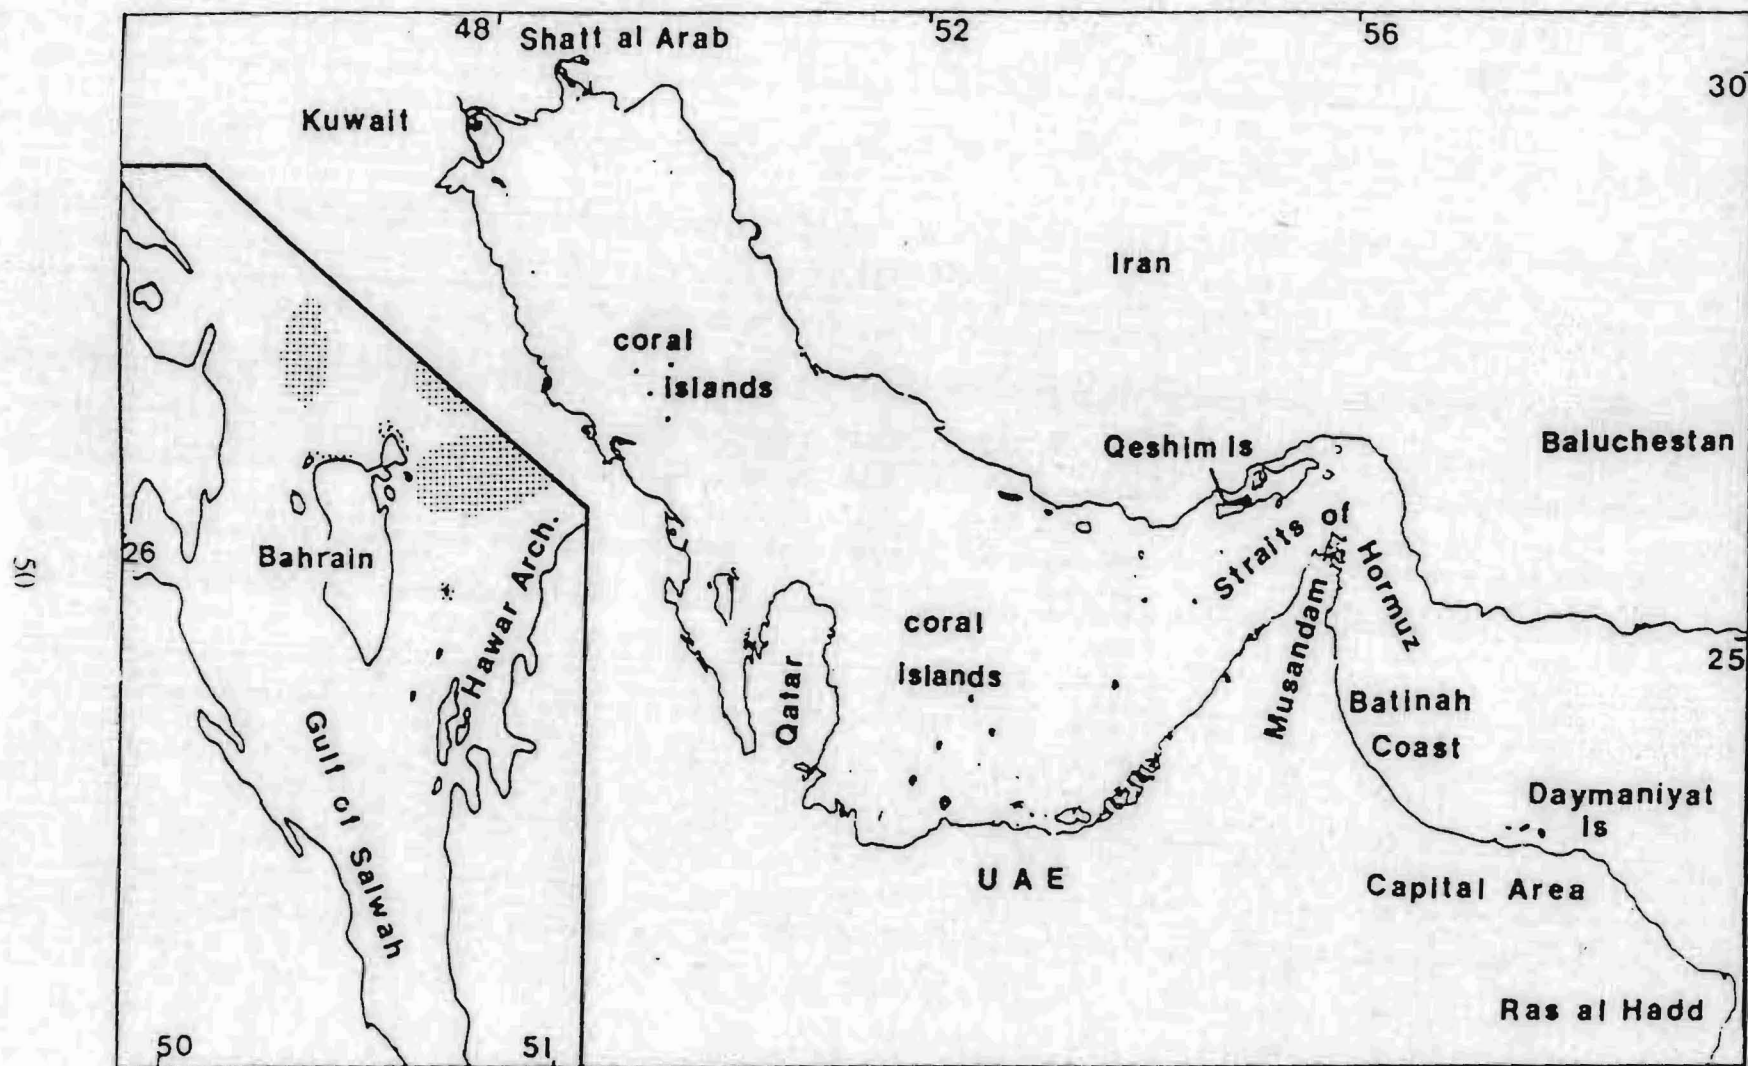 48
Shatt al Arab
52
56
30
Kuwait
Iran
coral
islands
Qeshim Is
Baluchestan
Straits of
Hormuz
26
Bahrain
Hawar Arch.
Musandam
coral
islands
25
Qatar
Batinah
Coast
Gulf of Salwah
Daymaniyat
Is
UAE
Capital Area
Ras al Hadd
50
51
50